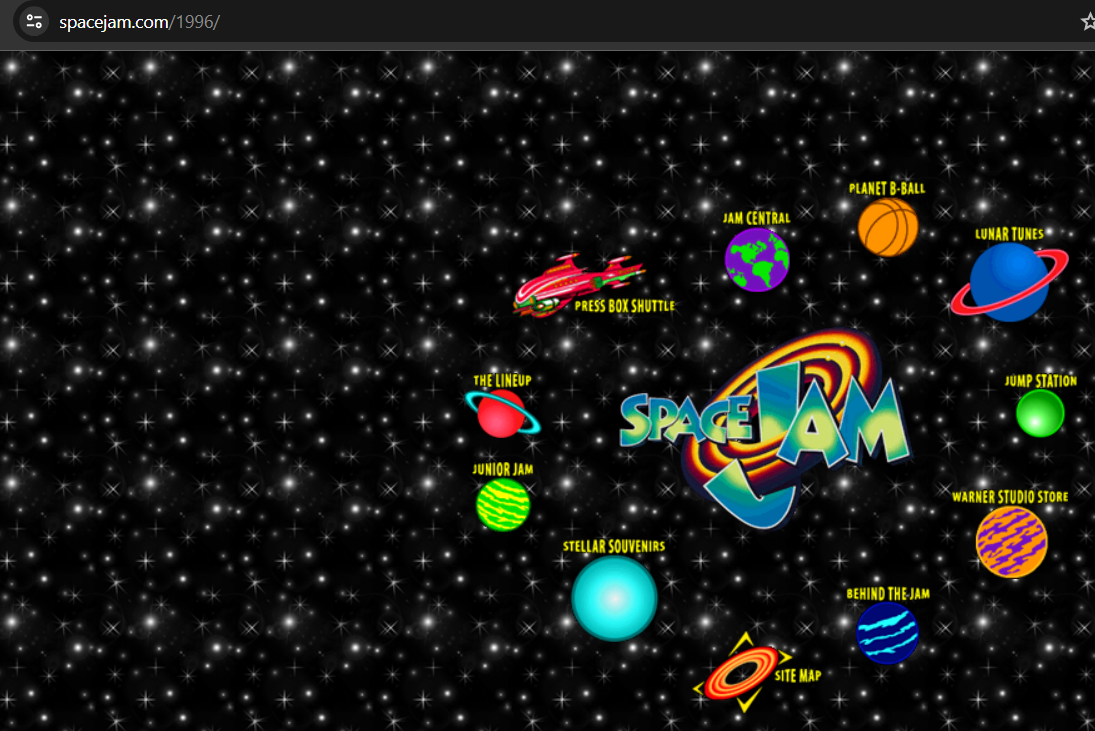 spacejam.com/1996/
PLANET B-BALL
JAM CENTRAL
LUNAR TUNES
PRESS BOX SHUTTLE
THE LINEUP
JUMP STATION
SPACE JAM
JUNIOR JAM
WARNER STUDIO STORE
STELLAR SOUVENIRS
BEHIND THE JAM
SITE MAP